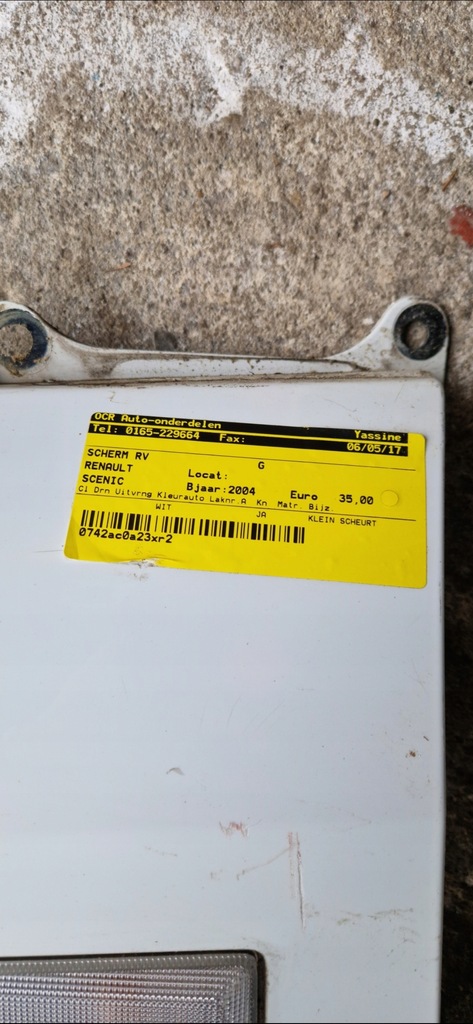 OCR Auto-onderdelen Yassine
Tel: 0165-229664 Fax: 06/05/17
SCHERM RV G
RENAULT Locat:
SCENIC Bjaar:2004 Euro 35,00
Cl Drn Uitvrng Kleurauto Laknr A Kn Matr. Bijz.
WIT JA KLEIN SCHEURT
0742ac0a23xr2